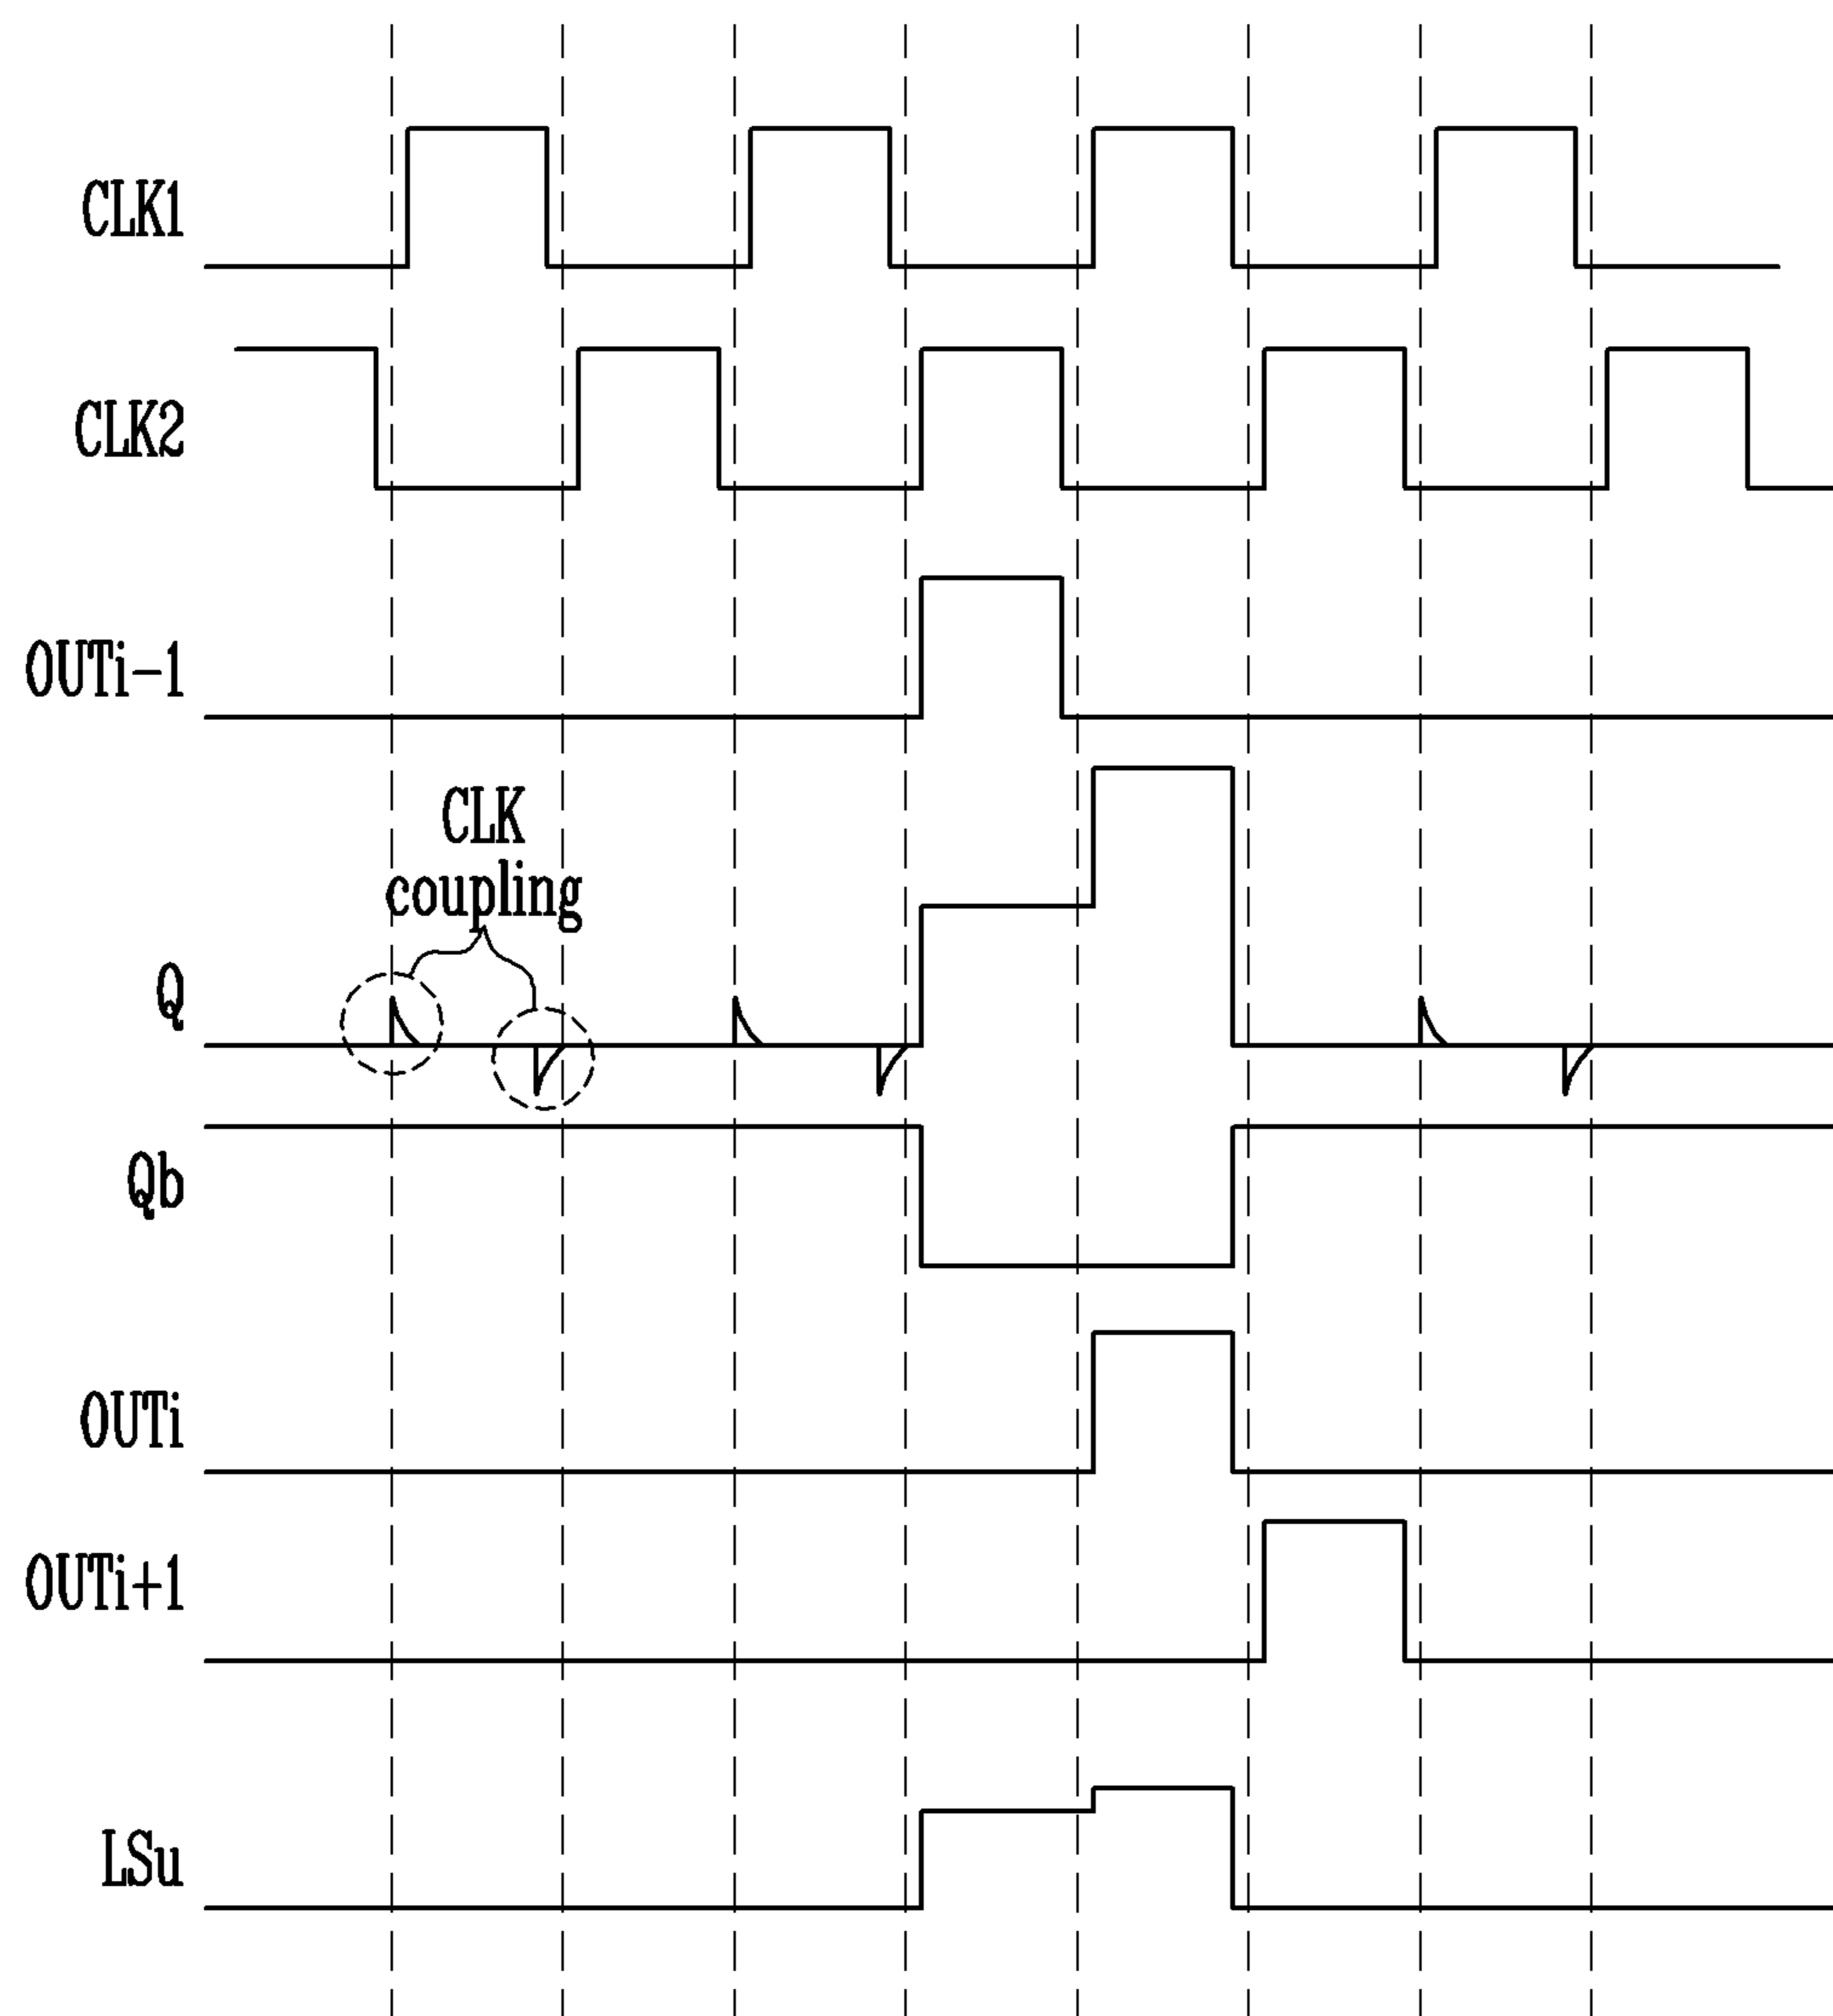 CLK1
CLK2
OUTi-1
CLK
coupling
Q
Qb
OUTi
OUTi+1
LSu